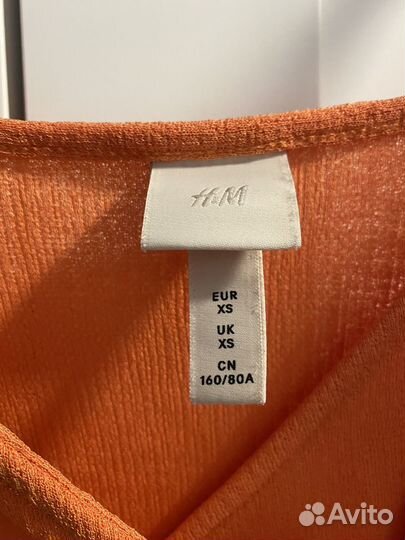 H&M
EUR
XS
UK
XS
CN
160/80A
Avito